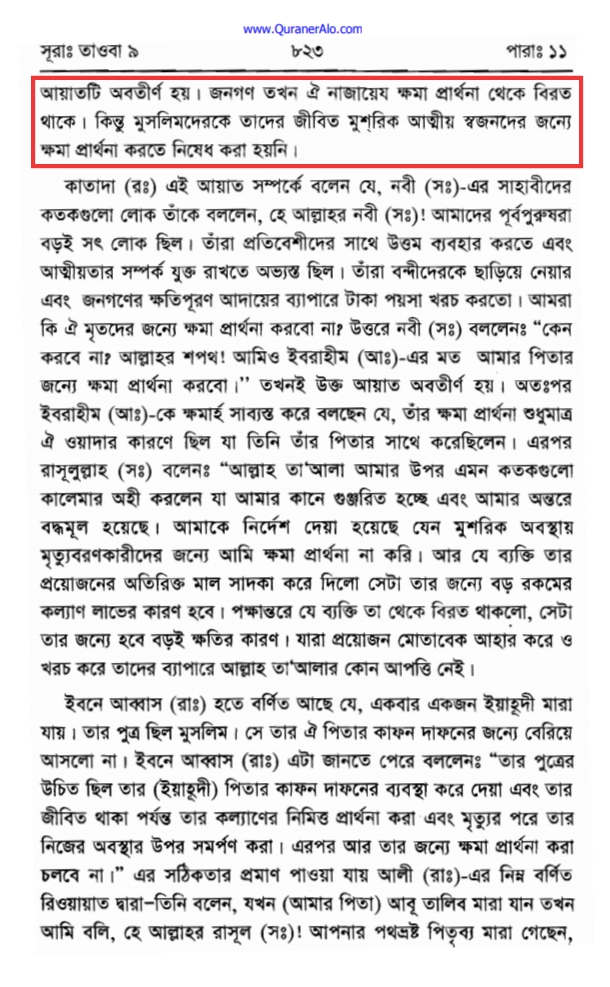 www.QuranerAlo.com
সূরাঃ তাওবা ৯ ৮২৩ পারাঃ ১১
আয়াতটি অবতীর্ণ হয়। জনগণ তখন ঐ নাজায়েয ক্ষমা প্রার্থনা থেকে বিরত
থাকে। কিন্তু মুসলিমদেরকে তাদের জীবিত মুশ্‌রিক আত্মীয় স্বজনদের জন্যে
ক্ষমা প্রার্থনা করতে নিষেধ করা হয়নি।
কাতাদা (রঃ) এই আয়াত সম্পর্কে বলেন যে, নবী (সঃ)-এর সাহাবীদের
কতকগুলো লোক তাঁকে বললেন, হে আল্লাহর নবী (সঃ)! আমাদের পূর্বপুরুষরা
বড়ই সৎ লোক ছিল। তাঁরা প্রতিবেশীদের সাথে উত্তম ব্যবহার করতে এবং
আত্মীয়তার সম্পর্ক যুক্ত রাখতে অভ্যস্ত ছিল। তাঁরা বন্দীদেরকে ছাড়িয়ে নেয়ার
এবং জনগণের ক্ষতিপূরণ আদায়ের ব্যাপারে টাকা পয়সা খরচ করতো। আমরা
কি ঐ মৃতদের জন্যে ক্ষমা প্রার্থনা করবো না? উত্তরে নবী (সঃ) বললেনঃ “কেন
করবে না? আল্লাহর শপথ! আমিও ইবরাহীম (আঃ)-এর মত আমার পিতার
জন্যে ক্ষমা প্রার্থনা করবো।” তখনই উক্ত আয়াত অবতীর্ণ হয়। অতঃপর
ইবরাহীম (আঃ)-কে ক্ষমার্হ সাব্যস্ত করে বলছেন যে, তাঁর ক্ষমা প্রার্থনা শুধুমাত্র
ঐ ওয়াদার কারণে ছিল যা তিনি তাঁর পিতার সাথে করেছিলেন। এরপর
রাসূলুল্লাহ (সঃ) বলেনঃ “আল্লাহ তা‘আলা আমার উপর এমন কতকগুলো
কালেমার অহী করলেন যা আমার কানে গুঞ্জরিত হচ্ছে এবং আমার অন্তরে
বদ্ধমূল হয়েছে। আমাকে নির্দেশ দেয়া হয়েছে যেন মুশরিক অবস্থায়
মৃত্যুবরণকারীদের জন্যে আমি ক্ষমা প্রার্থনা না করি। আর যে ব্যক্তি তার
প্রয়োজনের অতিরিক্ত মাল সাদকা করে দিলো সেটা তার জন্যে বড় রকমের
কল্যাণ লাভের কারণ হবে। পক্ষান্তরে যে ব্যক্তি তা থেকে বিরত থাকলো, সেটা
তার জন্যে হবে বড়ই ক্ষতির কারণ। যারা প্রয়োজন মোতাবেক আহার করে ও
খরচ করে তাদের ব্যাপারে আল্লাহ তা‘আলার কোন আপত্তি নেই।
ইবনে আব্বাস (রাঃ) হতে বর্ণিত আছে যে, একবার একজন ইয়াহূদী মারা
যায়। তার পুত্র ছিল মুসলিম। সে তার ঐ পিতার কাফন দাফনের জন্যে বেরিয়ে
আসলো না। ইবনে আব্বাস (রাঃ) এটা জানতে পেরে বললেনঃ “তার পুত্রের
উচিত ছিল তার (ইয়াহূদী) পিতার কাফন দাফনের ব্যবস্থা করে দেয়া এবং তার
জীবিত থাকা পর্যন্ত তার কল্যাণের নিমিত্ত প্রার্থনা করা এবং মৃত্যুর পরে তার
নিজের অবস্থার উপর সমর্পণ করা। এরপর আর তার জন্যে ক্ষমা প্রার্থনা করা
চলবে না।” এর সঠিকতার প্রমাণ পাওয়া যায় আলী (রাঃ)-এর নিম্ন বর্ণিত
রিওয়ায়াত দ্বারা–তিনি বলেন, যখন (আমার পিতা) আবূ তালিব মারা যান তখন
আমি বলি, হে আল্লাহর রাসূল (সঃ)! আপনার পথভ্রষ্ট পিতৃব্য মারা গেছেন,